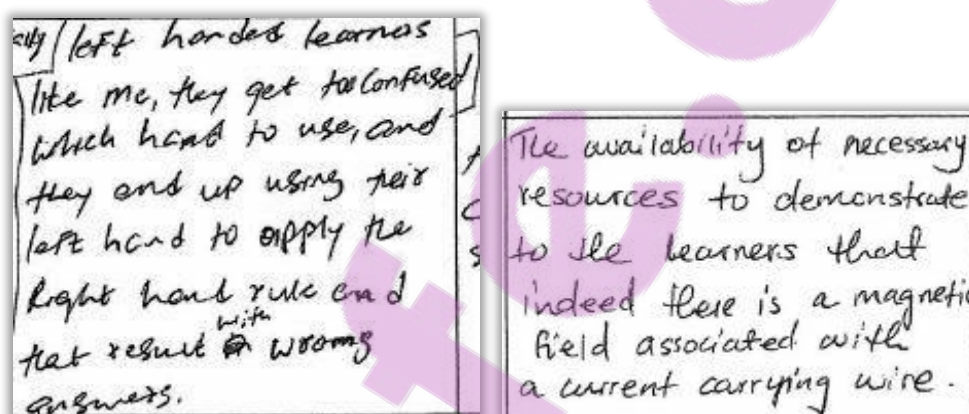 left handed learners
like me, they get too confused
which hand to use, and
they end up using their
left hand to apply the
Right hand rule and
that result with wrong
answers.
The availability of necessary
resources to demonstrate
to the learners that
indeed there is a magnetic
field associated with
a current carrying wire.